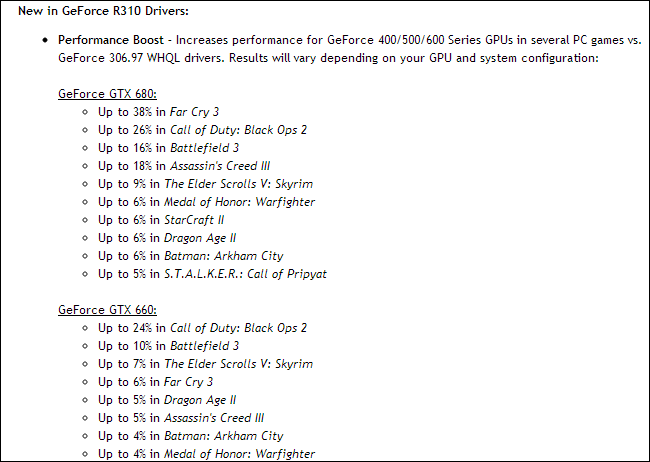 New in GeForce R310 Drivers:
Performance Boost – Increases performance for GeForce 400/500/600 Series GPUs in several PC games vs.
GeForce 306.97 WHQL drivers. Results will vary depending on your GPU and system configuration:
GeForce GTX 680:
Up to 38% in Far Cry 3
Up to 26% in Call of Duty: Black Ops 2
Up to 16% in Battlefield 3
Up to 18% in Assassin's Creed III
Up to 9% in The Elder Scrolls V: Skyrim
Up to 6% in Medal of Honor: Warfighter
Up to 6% in StarCraft II
Up to 6% in Dragon Age II
Up to 6% in Batman: Arkham City
Up to 5% in S.T.A.L.K.E.R.: Call of Pripyat
GeForce GTX 660:
Up to 24% in Call of Duty: Black Ops 2
Up to 10% in Battlefield 3
Up to 7% in The Elder Scrolls V: Skyrim
Up to 6% in Far Cry 3
Up to 5% in Dragon Age II
Up to 5% in Assassin's Creed III
Up to 4% in Batman: Arkham City
Up to 4% in Medal of Honor: Warfighter